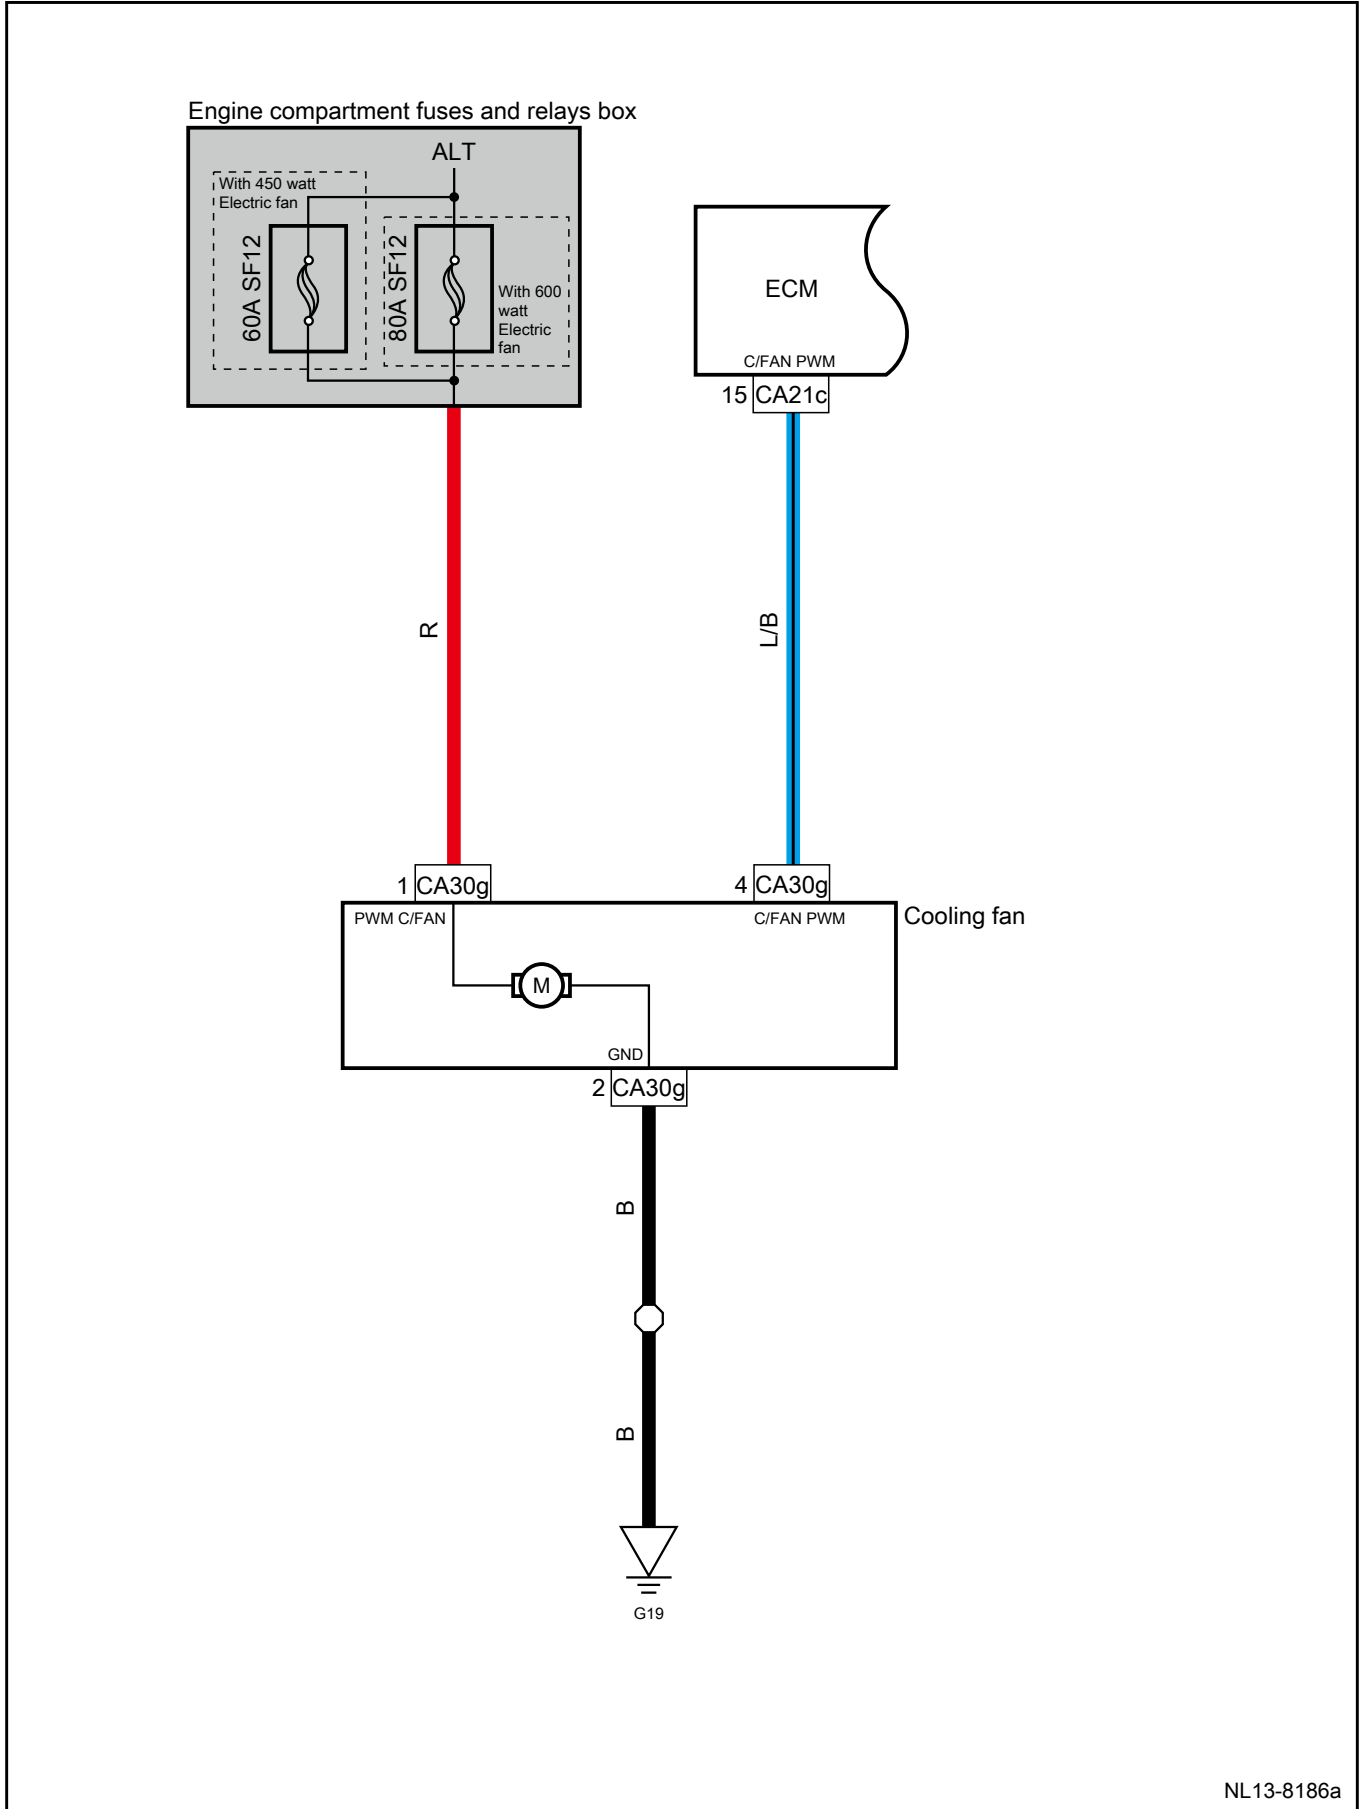 Engine compartment fuses and relays box
ALT
With 450 watt
Electric fan
60A SF12
80A SF12
With 600
watt
Electric
fan
ECM
C/FAN PWM
15 CA21c
R
L/B
1 CA30g
4 CA30g
PWM C/FAN
C/FAN PWM
Cooling fan
M
GND
2 CA30g
B
B
G19
NL13-8186a